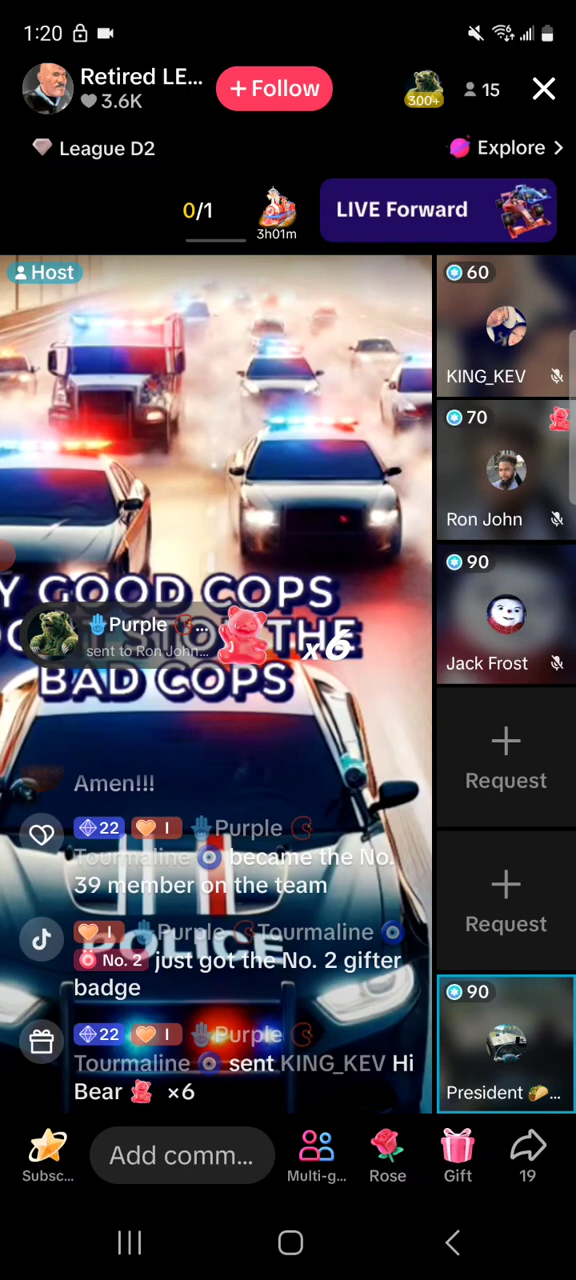 1:20
Retired LE...
3.6K
+ Follow
300+
15
League D2
Explore >
0/1
3h01m
LIVE Forward
Host
60
KING_KEV
70
Ron John
90
Jack Frost
Y GOOD COPS
THE
BAD COPS
Purple ...
sent to Ron John...
x6
Request
Request
Amen!!!
22 I Purple
Tourmaline became the No.
39 member on the team
I Purple Tourmaline
No. 2 just got the No. 2 gifter
badge
POLICE
22 I Purple
Tourmaline sent KING_KEV Hi
Bear ×6
90
President 🌮...
Subsc...
Add comm...
Multi-g...
Rose
Gift
19